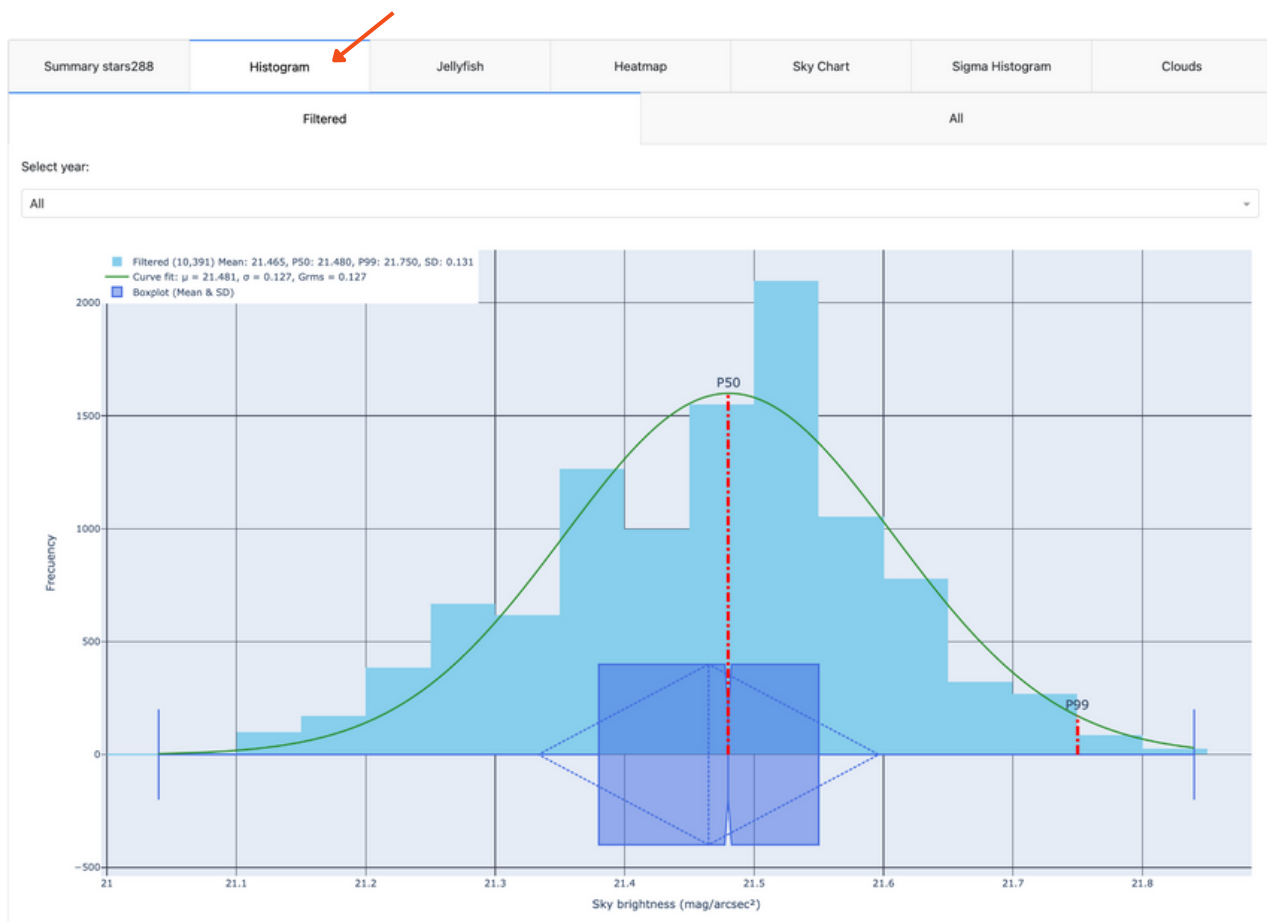 Summary stars288
Histogram
Jellyfish
Heatmap
Sky Chart
Sigma Histogram
Clouds
Filtered
All
Select year:
All
Filtered (10,391) Mean: 21.465, P50: 21.480, P99: 21.750, SD: 0.131
Curve fit: μ = 21.481, σ = 0.127, Grms = 0.127
Boxplot (Mean & SD)
2000
1500
1000
500
0
−500
Frecuency
P50
P99
21
21.1
21.2
21.3
21.4
21.5
21.6
21.7
21.8
Sky brightness (mag/arcsec²)